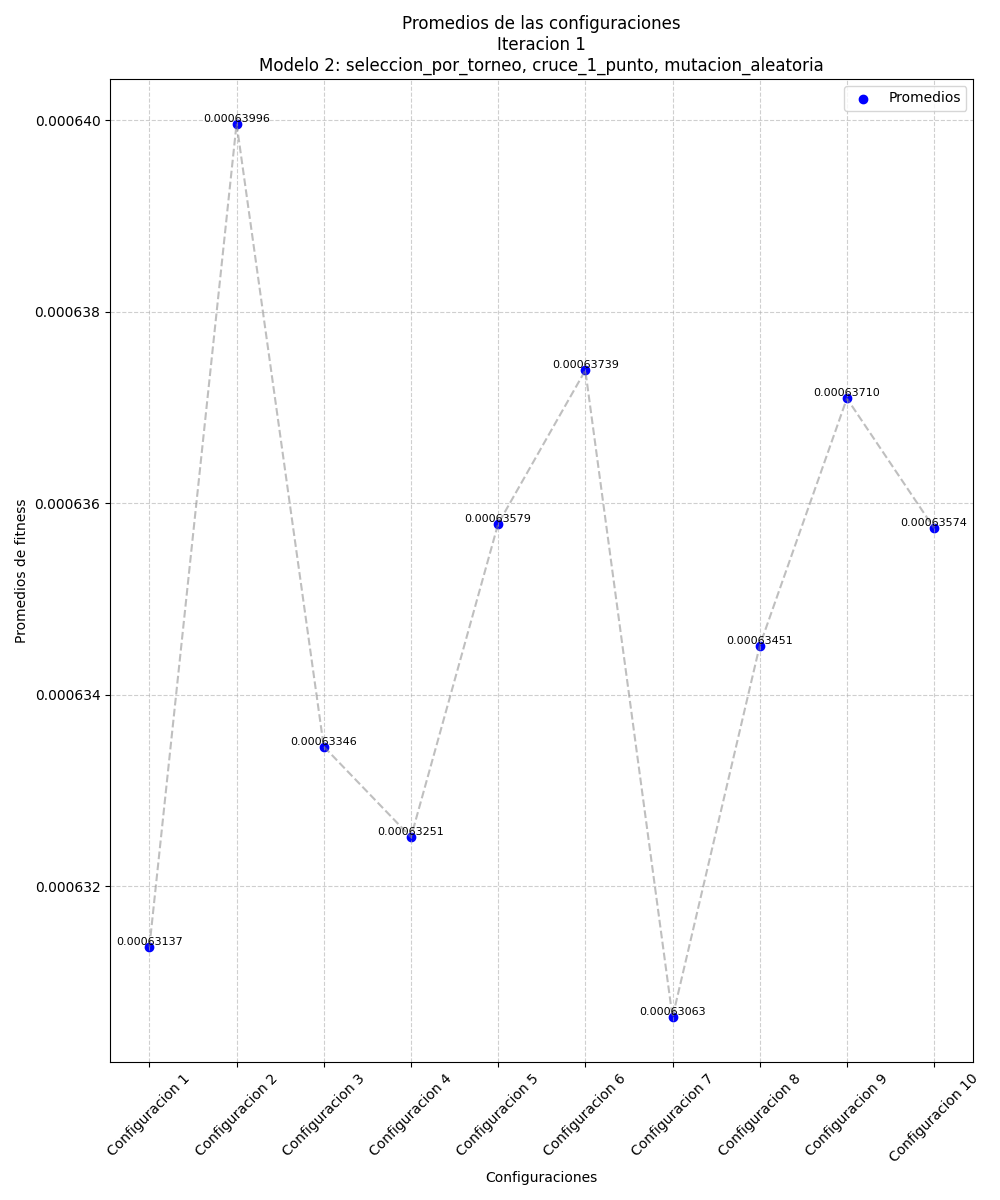 Promedios de las configuraciones
Iteracion 1
Modelo 2: seleccion_por_torneo, cruce_1_punto, mutacion_aleatoria
Promedios
0.000640
0.000638
0.000636
0.000634
0.000632
Promedios de fitness
0.00063137
0.00063996
0.00063346
0.00063251
0.00063579
0.00063739
0.00063063
0.00063451
0.00063710
0.00063574
Configuracion 1
Configuracion 2
Configuracion 3
Configuracion 4
Configuracion 5
Configuracion 6
Configuracion 7
Configuracion 8
Configuracion 9
Configuracion 10
Configuraciones